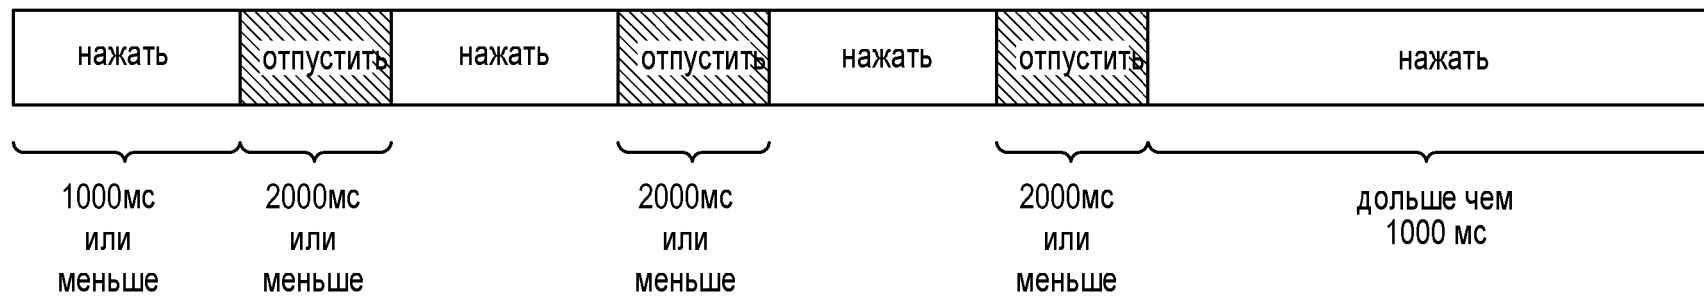 нажать отпустить нажать отпустить нажать отпустить нажать
1000мс
или
меньше
2000мс
или
меньше
2000мс
или
меньше
2000мс
или
меньше
дольше чем
1000 мс